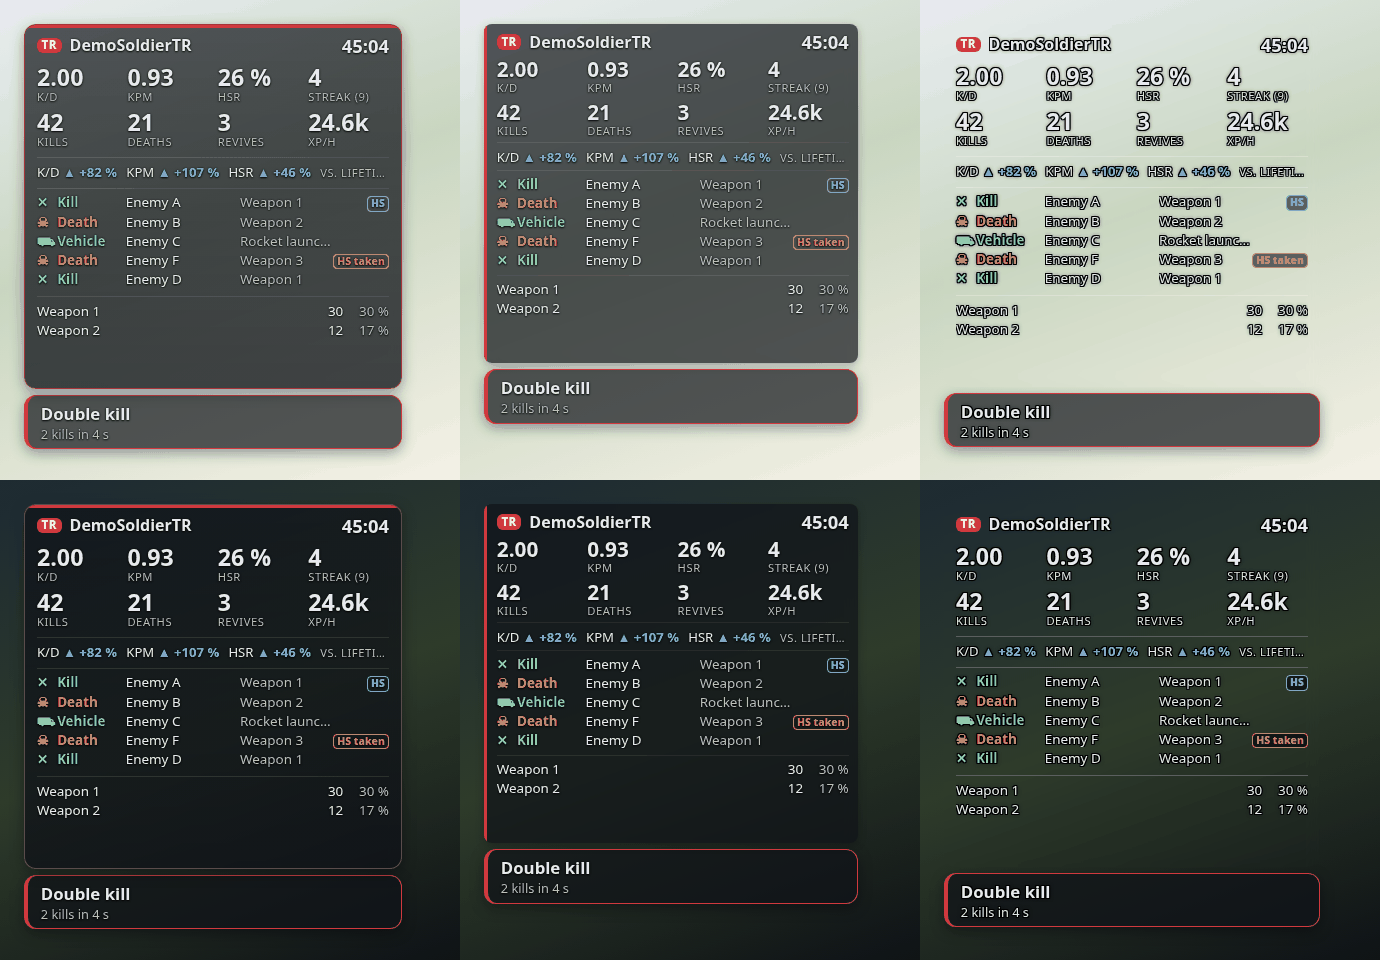 TR DemoSoldierTR 45:04
2.00 0.93 26 % 4
K/D KPM HSR STREAK (9)
42 21 3 24.6k
KILLS DEATHS REVIVES XP/H
K/D ▲ +82 % KPM ▲ +107 % HSR ▲ +46 % VS. LIFETI...
✕ Kill Enemy A Weapon 1 HS
☠ Death Enemy B Weapon 2
Vehicle Enemy C Rocket launc...
☠ Death Enemy F Weapon 3 HS taken
✕ Kill Enemy D Weapon 1
Weapon 1 30 30 %
Weapon 2 12 17 %
Double kill
2 kills in 4 s
TR DemoSoldierTR 45:04
2.00 0.93 26 % 4
K/D KPM HSR STREAK (9)
42 21 3 24.6k
KILLS DEATHS REVIVES XP/H
K/D ▲ +82 % KPM ▲ +107 % HSR ▲ +46 % VS. LIFETI...
✕ Kill Enemy A Weapon 1 HS
☠ Death Enemy B Weapon 2
Vehicle Enemy C Rocket launc...
☠ Death Enemy F Weapon 3 HS taken
✕ Kill Enemy D Weapon 1
Weapon 1 30 30 %
Weapon 2 12 17 %
Double kill
2 kills in 4 s
TR DemoSoldierTR 45:04
2.00 0.93 26 % 4
K/D KPM HSR STREAK (9)
42 21 3 24.6k
KILLS DEATHS REVIVES XP/H
K/D ▲ +82 % KPM ▲ +107 % HSR ▲ +46 % VS. LIFETI...
✕ Kill Enemy A Weapon 1 HS
☠ Death Enemy B Weapon 2
Vehicle Enemy C Rocket launc...
☠ Death Enemy F Weapon 3 HS taken
✕ Kill Enemy D Weapon 1
Weapon 1 30 30 %
Weapon 2 12 17 %
Double kill
2 kills in 4 s
TR DemoSoldierTR 45:04
2.00 0.93 26 % 4
K/D KPM HSR STREAK (9)
42 21 3 24.6k
KILLS DEATHS REVIVES XP/H
K/D ▲ +82 % KPM ▲ +107 % HSR ▲ +46 % VS. LIFETI...
✕ Kill Enemy A Weapon 1 HS
☠ Death Enemy B Weapon 2
Vehicle Enemy C Rocket launc...
☠ Death Enemy F Weapon 3 HS taken
✕ Kill Enemy D Weapon 1
Weapon 1 30 30 %
Weapon 2 12 17 %
Double kill
2 kills in 4 s
TR DemoSoldierTR 45:04
2.00 0.93 26 % 4
K/D KPM HSR STREAK (9)
42 21 3 24.6k
KILLS DEATHS REVIVES XP/H
K/D ▲ +82 % KPM ▲ +107 % HSR ▲ +46 % VS. LIFETI...
✕ Kill Enemy A Weapon 1 HS
☠ Death Enemy B Weapon 2
Vehicle Enemy C Rocket launc...
☠ Death Enemy F Weapon 3 HS taken
✕ Kill Enemy D Weapon 1
Weapon 1 30 30 %
Weapon 2 12 17 %
Double kill
2 kills in 4 s
TR DemoSoldierTR 45:04
2.00 0.93 26 % 4
K/D KPM HSR STREAK (9)
42 21 3 24.6k
KILLS DEATHS REVIVES XP/H
K/D ▲ +82 % KPM ▲ +107 % HSR ▲ +46 % VS. LIFETI...
✕ Kill Enemy A Weapon 1 HS
☠ Death Enemy B Weapon 2
Vehicle Enemy C Rocket launc...
☠ Death Enemy F Weapon 3 HS taken
✕ Kill Enemy D Weapon 1
Weapon 1 30 30 %
Weapon 2 12 17 %
Double kill
2 kills in 4 s